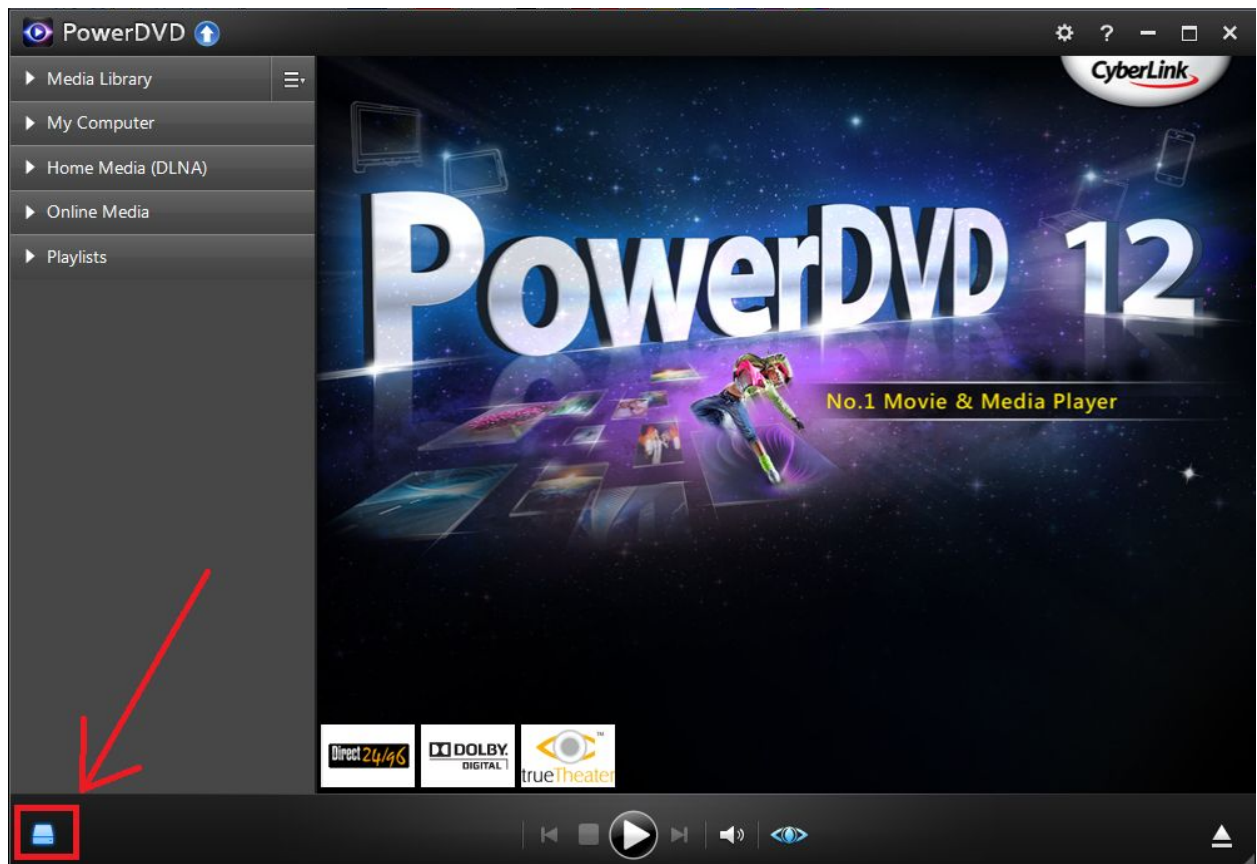 PowerDVD
CyberLink
Media Library
My Computer
Home Media (DLNA)
Online Media
Playlists
PowerDVD 12
No.1 Movie & Media Player
Direct 24/96
DOLBY.
DIGITAL
trueTheater™